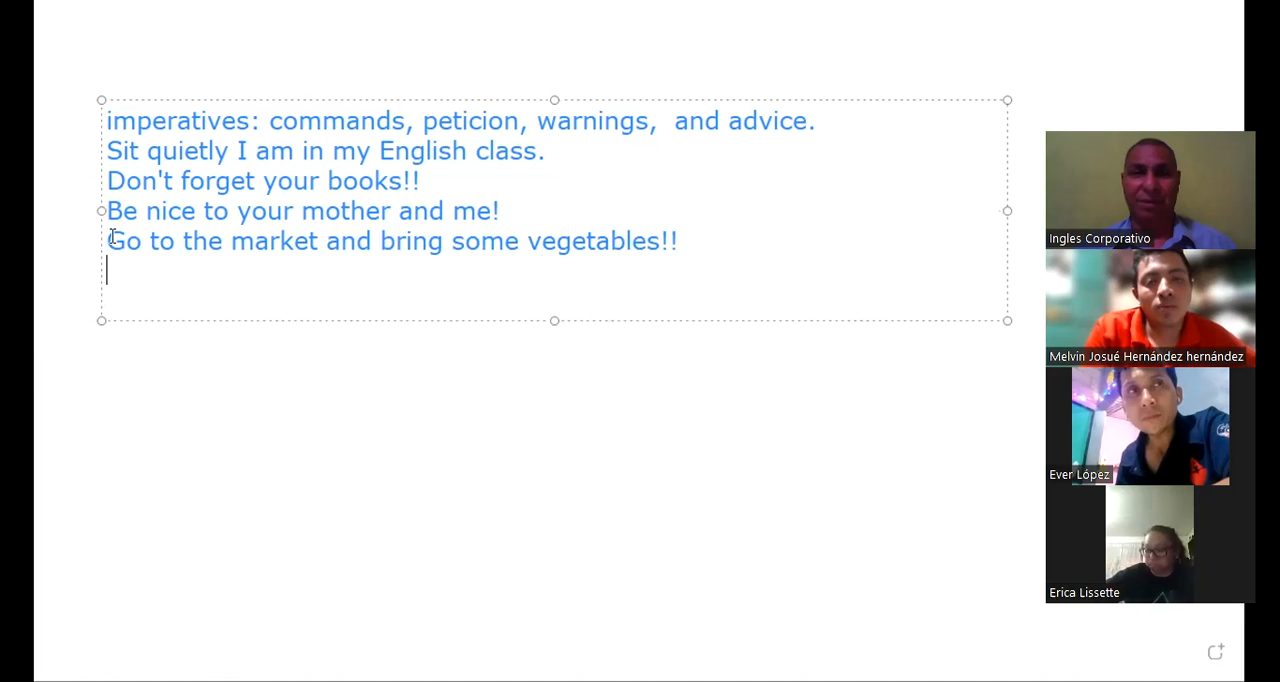 imperatives: commands, peticion, warnings,  and advice.
Sit quietly I am in my English class.
Don't forget your books!!
Be nice to your mother and me!
Go to the market and bring some vegetables!!
Ingles Corporativo
Melvin Josué Hernández hernández
Ever López
Erica Lissette